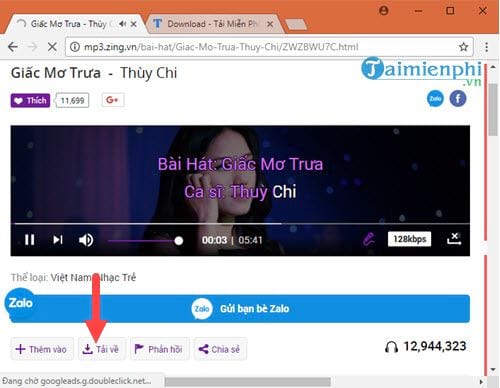 Giấc Mơ Trưa - Thùy C
Download - Tải Miễn Ph
mp3.zing.vn/bai-hat/Giac-Mo-Trua-Thuy-Chi/ZWZBWU7C.html
Giấc Mơ Trưa - Thùy Chi
Taimienphi
.vn
Thích 11,699 G+
Zalo f
Bài Hát: Giấc Mơ Trưa
Ca sĩ: Thuỳ Chi
00:03 | 05:41 128kbps
Thể loại: Việt Nam, Nhạc Trẻ
Zalo
Zalo Gửi bạn bè Zalo
Thêm vào Tải về Phản hồi Chia sẻ 12,944,323
Đang chờ googleads.g.doubleclick.net...